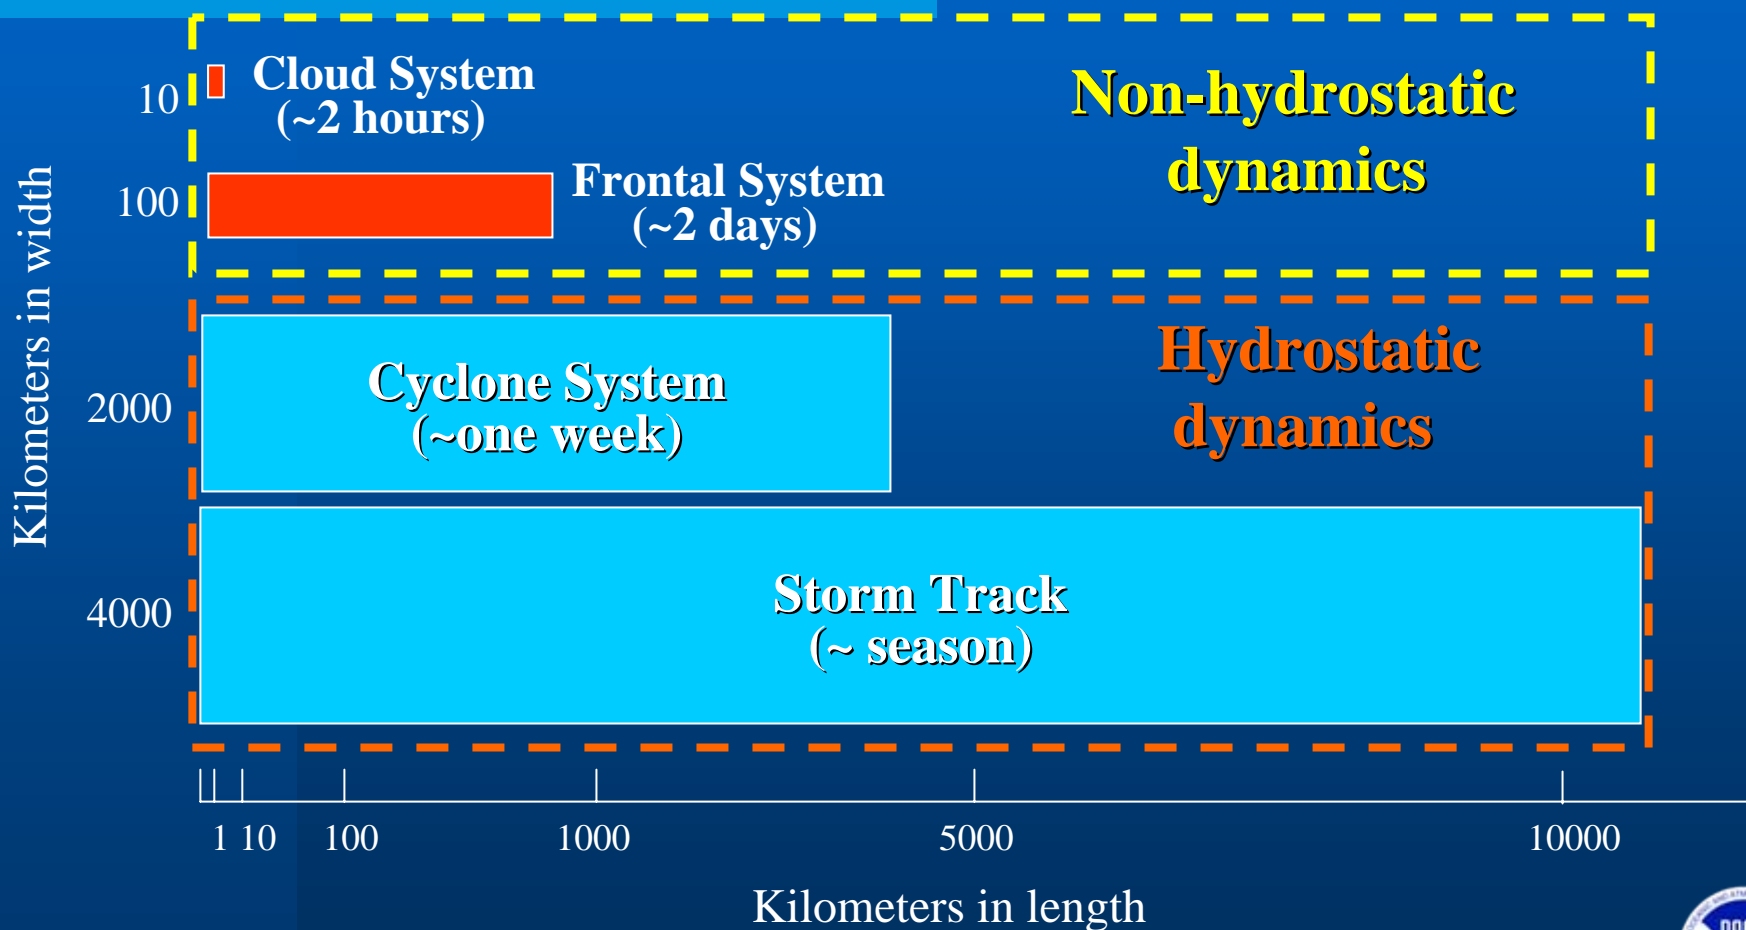 Cloud System
(~2 hours)
Non-hydrostatic
dynamics
10
Frontal System
(~2 days)
100
Kilometers in width
Hydrostatic
dynamics
Cyclone System
(~one week)
2000
Storm Track
(~ season)
4000
1 10 100 1000 5000 10000
Kilometers in length